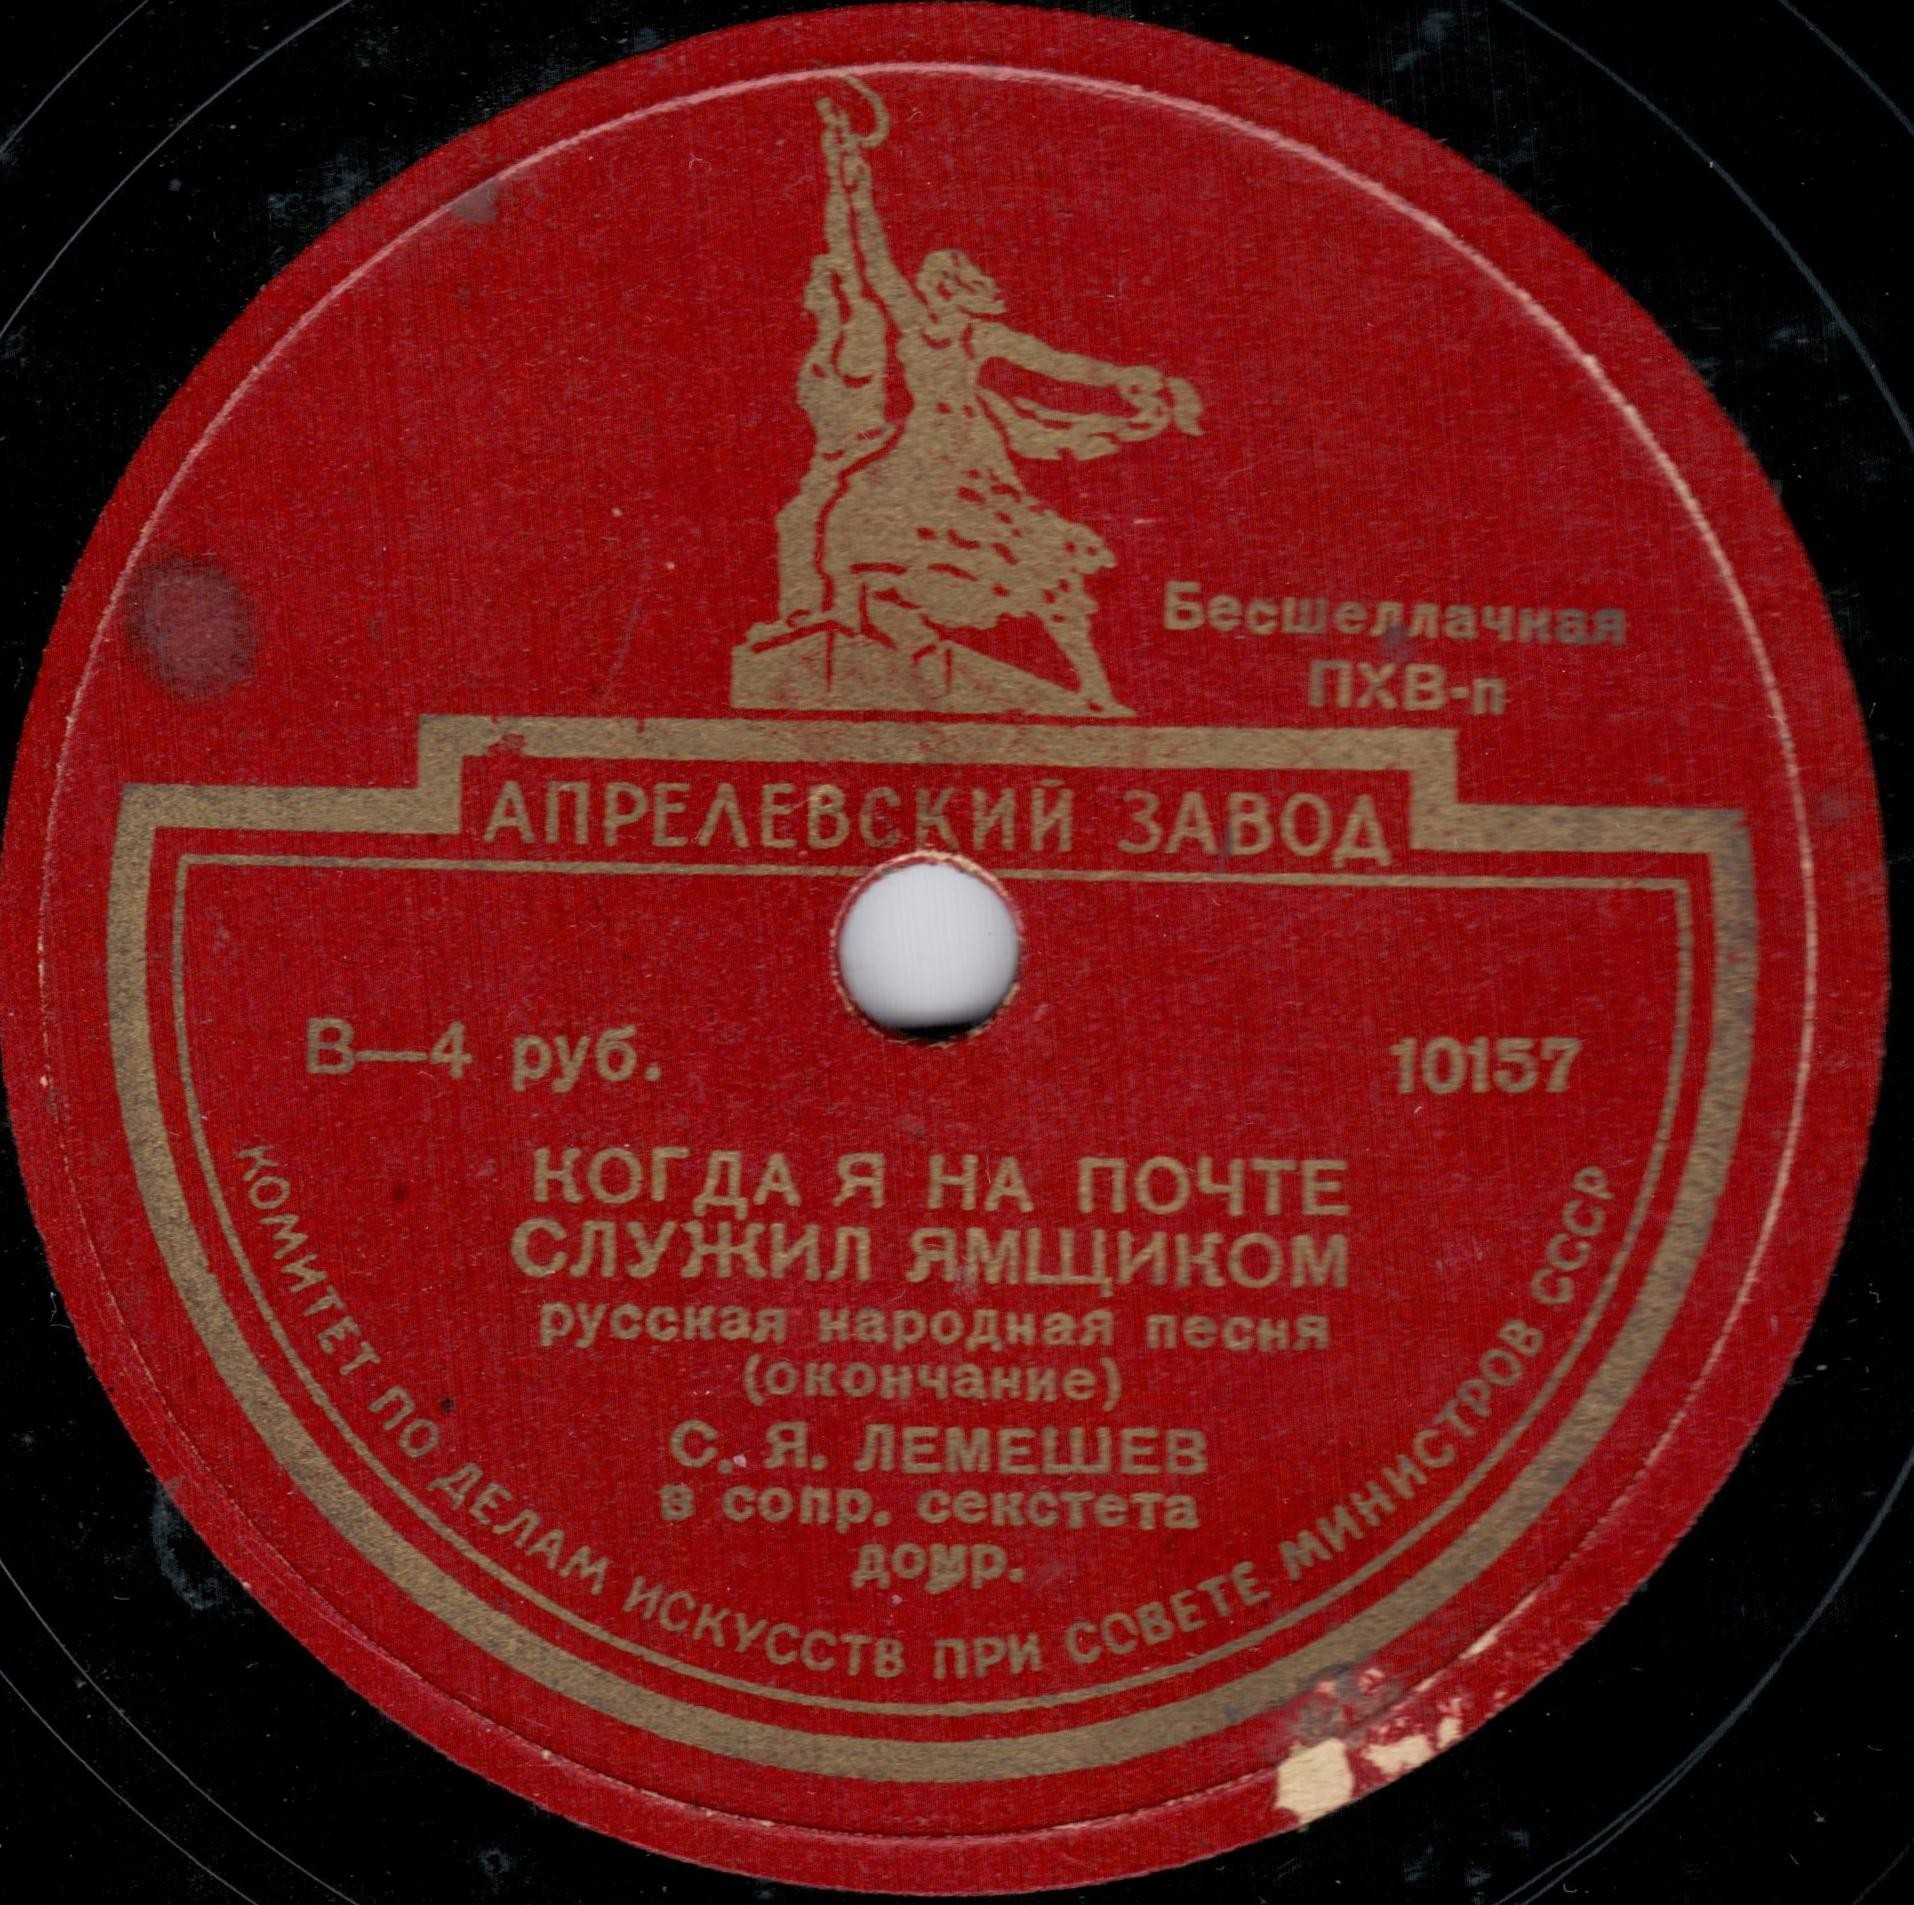 Бесшеллачная
ПХВ-п
АПРЕЛЕВСКИЙ ЗАВОД
В—4 руб.
10157
КОГДА Я НА ПОЧТЕ
СЛУЖИЛ ЯМЩИКОМ
русская народная песня
(окончание)
С. Я. ЛЕМЕШЕВ
в сопр. секстета
домр.
КОМИТЕТ ПО ДЕЛАМ ИСКУССТВ ПРИ СОВЕТЕ МИНИСТРОВ СССР